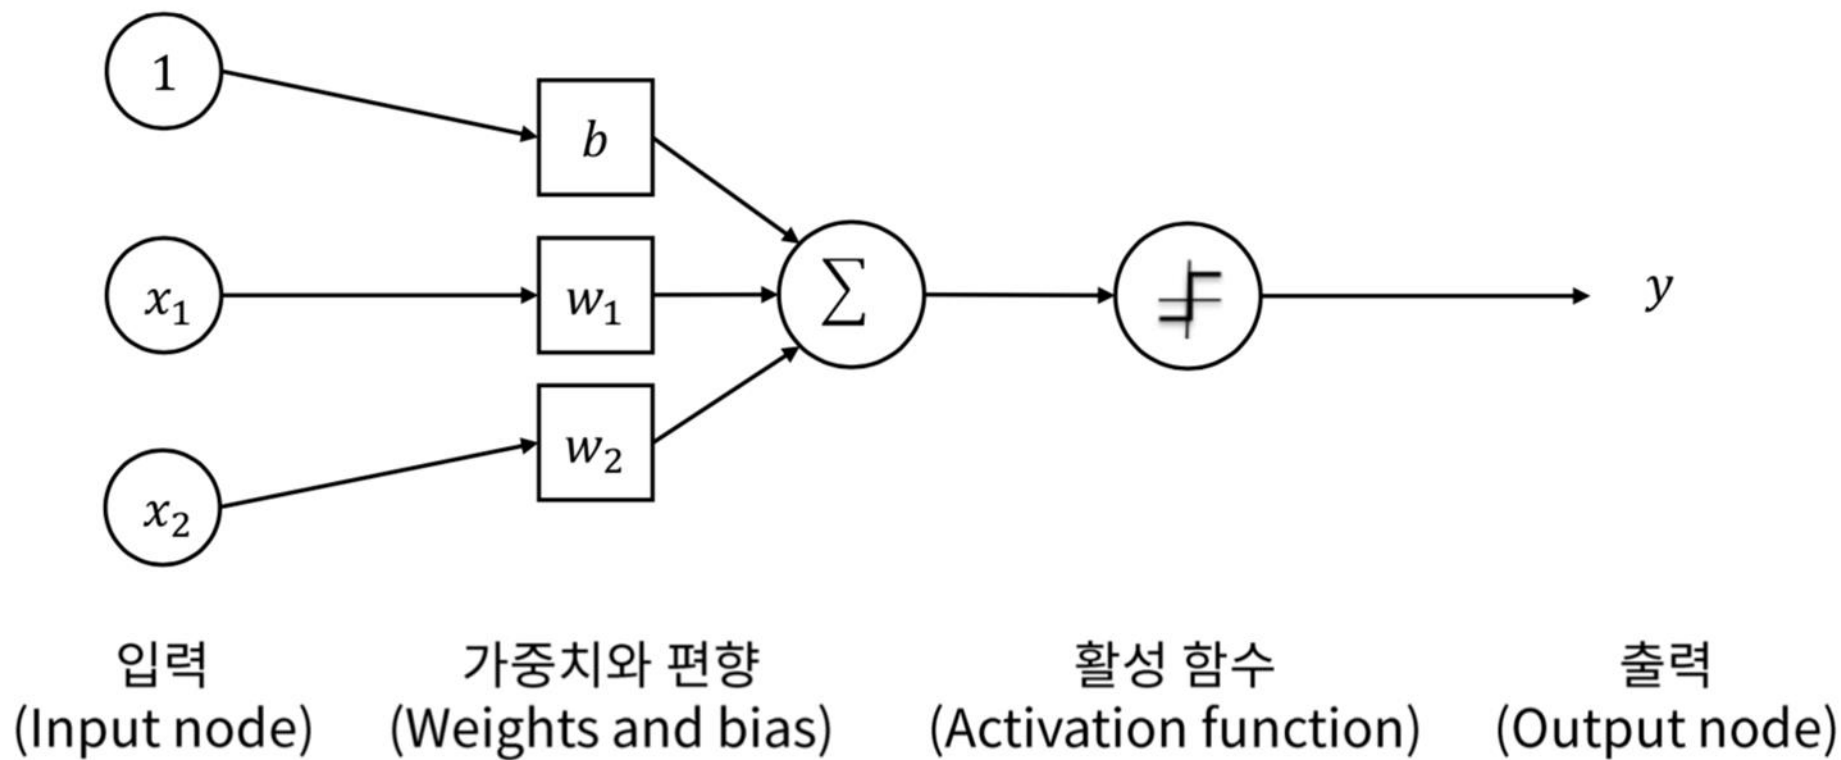 1
b
x₁
w₁
∑
y
w₂
x₂
입력
가중치와 편향
활성 함수
출력
(Input node)
(Weights and bias)
(Activation function)
(Output node)